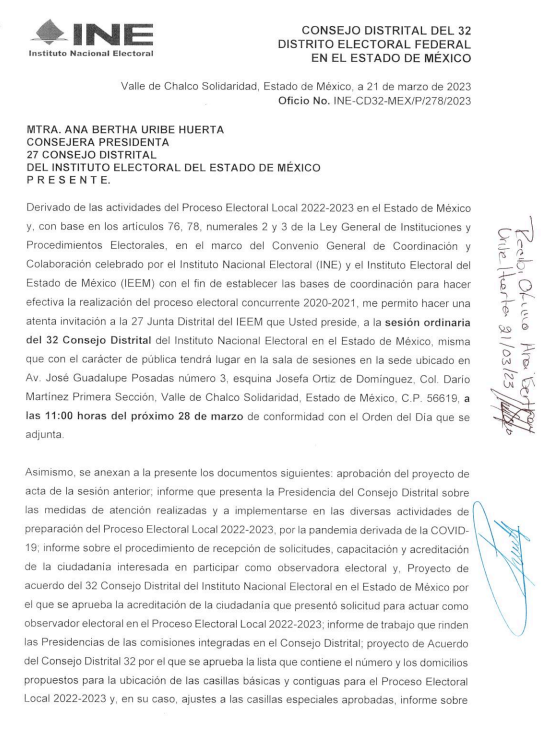 INE
Instituto Nacional Electoral
CONSEJO DISTRITAL DEL 32
DISTRITO ELECTORAL FEDERAL
EN EL ESTADO DE MÉXICO
Valle de Chalco Solidaridad, Estado de México, a 21 de marzo de 2023
Oficio No. INE-CD32-MEX/P/278/2023
MTRA. ANA BERTHA URIBE HUERTA
CONSEJERA PRESIDENTA
27 CONSEJO DISTRITAL
DEL INSTITUTO ELECTORAL DEL ESTADO DE MÉXICO
P R E S E N T E.
Derivado de las actividades del Proceso Electoral Local 2022-2023 en el Estado de México
y, con base en los artículos 76, 78, numerales 2 y 3 de la Ley General de Instituciones y
Procedimientos Electorales, en el marco del Convenio General de Coordinación y
Colaboración celebrado por el Instituto Nacional Electoral (INE) y el Instituto Electoral del
Estado de México (IEEM) con el fin de establecer las bases de coordinación para hacer
efectiva la realización del proceso electoral concurrente 2020-2021, me permito hacer una
atenta invitación a la 27 Junta Distrital del IEEM que Usted preside, a la sesión ordinaria
del 32 Consejo Distrital del Instituto Nacional Electoral en el Estado de México, misma
que con el carácter de pública tendrá lugar en la sala de sesiones en la sede ubicado en
Av. José Guadalupe Posadas número 3, esquina Josefa Ortiz de Domínguez, Col. Darío
Martínez Primera Sección, Valle de Chalco Solidaridad, Estado de México, C.P. 56619, a
las 11:00 horas del próximo 28 de marzo de conformidad con el Orden del Día que se
adjunta.
Asimismo, se anexan a la presente los documentos siguientes: aprobación del proyecto de
acta de la sesión anterior; informe que presenta la Presidencia del Consejo Distrital sobre
las medidas de atención realizadas y a implementarse en las diversas actividades de
preparación del Proceso Electoral Local 2022-2023, por la pandemia derivada de la COVID-
19; informe sobre el procedimiento de recepción de solicitudes, capacitación y acreditación
de la ciudadanía interesada en participar como observadora electoral y, Proyecto de
acuerdo del 32 Consejo Distrital del Instituto Nacional Electoral en el Estado de México por
el que se aprueba la acreditación de la ciudadanía que presentó solicitud para actuar como
observador electoral en el Proceso Electoral Local 2022-2023; informe de trabajo que rinden
las Presidencias de las comisiones integradas en el Consejo Distrital; proyecto de Acuerdo
del Consejo Distrital 32 por el que se aprueba la lista que contiene el número y los domicilios
propuestos para la ubicación de las casillas básicas y contiguas para el Proceso Electoral
Local 2022-2023 y, en su caso, ajustes a las casillas especiales aprobadas, informe sobre
Recibí Oficio Ana Bertha
Uribe Huerta 21/03/23